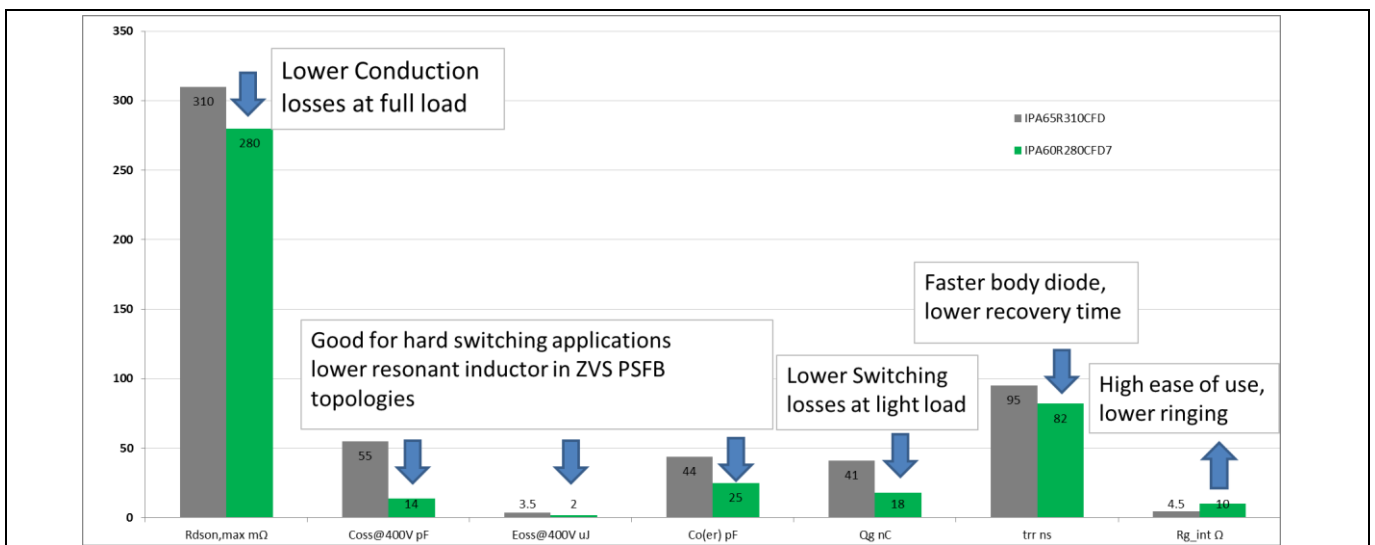 350
300
250
200
150
100
50
0
Lower Conduction
losses at full load
IPA65R310CFD
IPA60R280CFD7
Good for hard switching applications
lower resonant inductor in ZVS PSFB
topologies
Lower Switching
losses at light load
Faster body diode,
lower recovery time
High ease of use,
lower ringing
310
280
55
14
3.5
2
44
25
41
18
95
82
4.5
10
Rdson,max mΩ
Coss@400V pF
Eoss@400V uJ
Co(er) pF
Qg nC
trr ns
Rg_int Ω